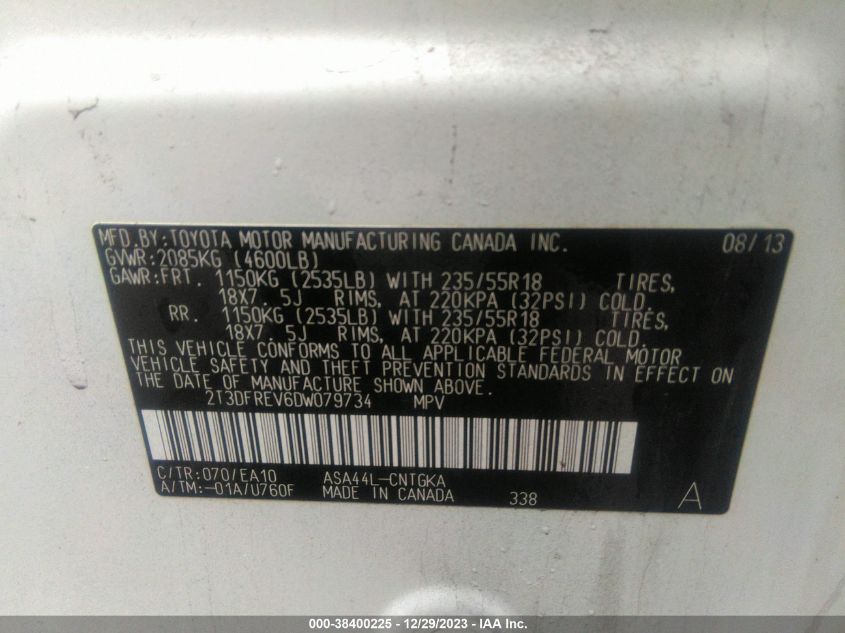 MFD. BY: TOYOTA MOTOR MANUFACTURING CANADA INC. 08/13
GVWR: 2085KG (4600LB)
GAWR: FRT. 1150KG (2535LB) WITH 235/55R18 TIRES,
18X7. 5J RIMS, AT 220KPA (32PSI) COLD.
RR. 1150KG (2535LB) WITH 235/55R18 TIRES,
18X7. 5J RIMS, AT 220KPA (32PSI) COLD.
THIS VEHICLE CONFORMS TO ALL APPLICABLE FEDERAL MOTOR
VEHICLE SAFETY AND THEFT PREVENTION STANDARDS IN EFFECT ON
THE DATE OF MANUFACTURE SHOWN ABOVE.
2T3DFREV6DW079734 MPV
C/TR: 070/EA10 ASA44L-CNTGKA
A/TM: -01A/U760F MADE IN CANADA 338 A
000-38400225 - 12/29/2023 - IAA Inc.